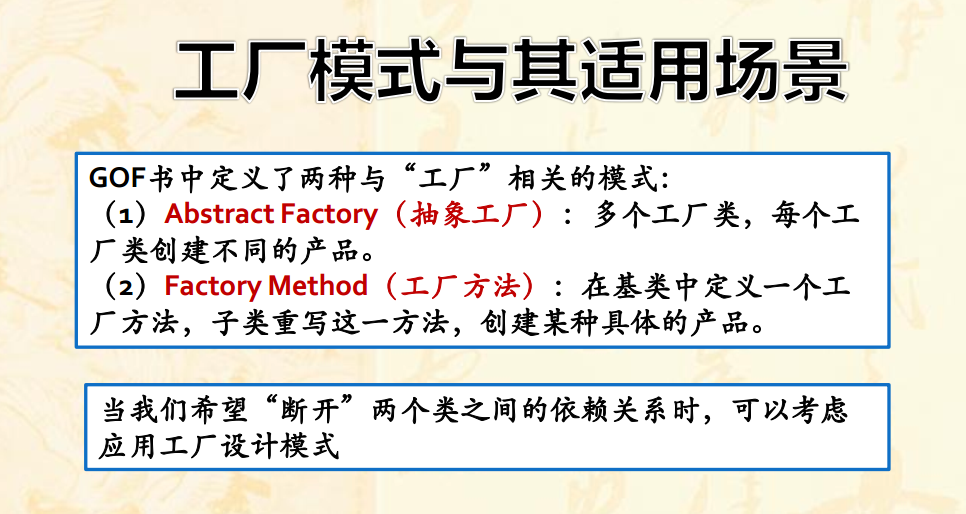 工厂模式与其适用场景
GOF书中定义了两种与“工厂”相关的模式：
（1）Abstract Factory（抽象工厂）：多个工厂类，每个工
厂类创建不同的产品。
（2）Factory Method（工厂方法）：在基类中定义一个工
厂方法，子类重写这一方法，创建某种具体的产品。
当我们希望“断开”两个类之间的依赖关系时，可以考虑
应用工厂设计模式